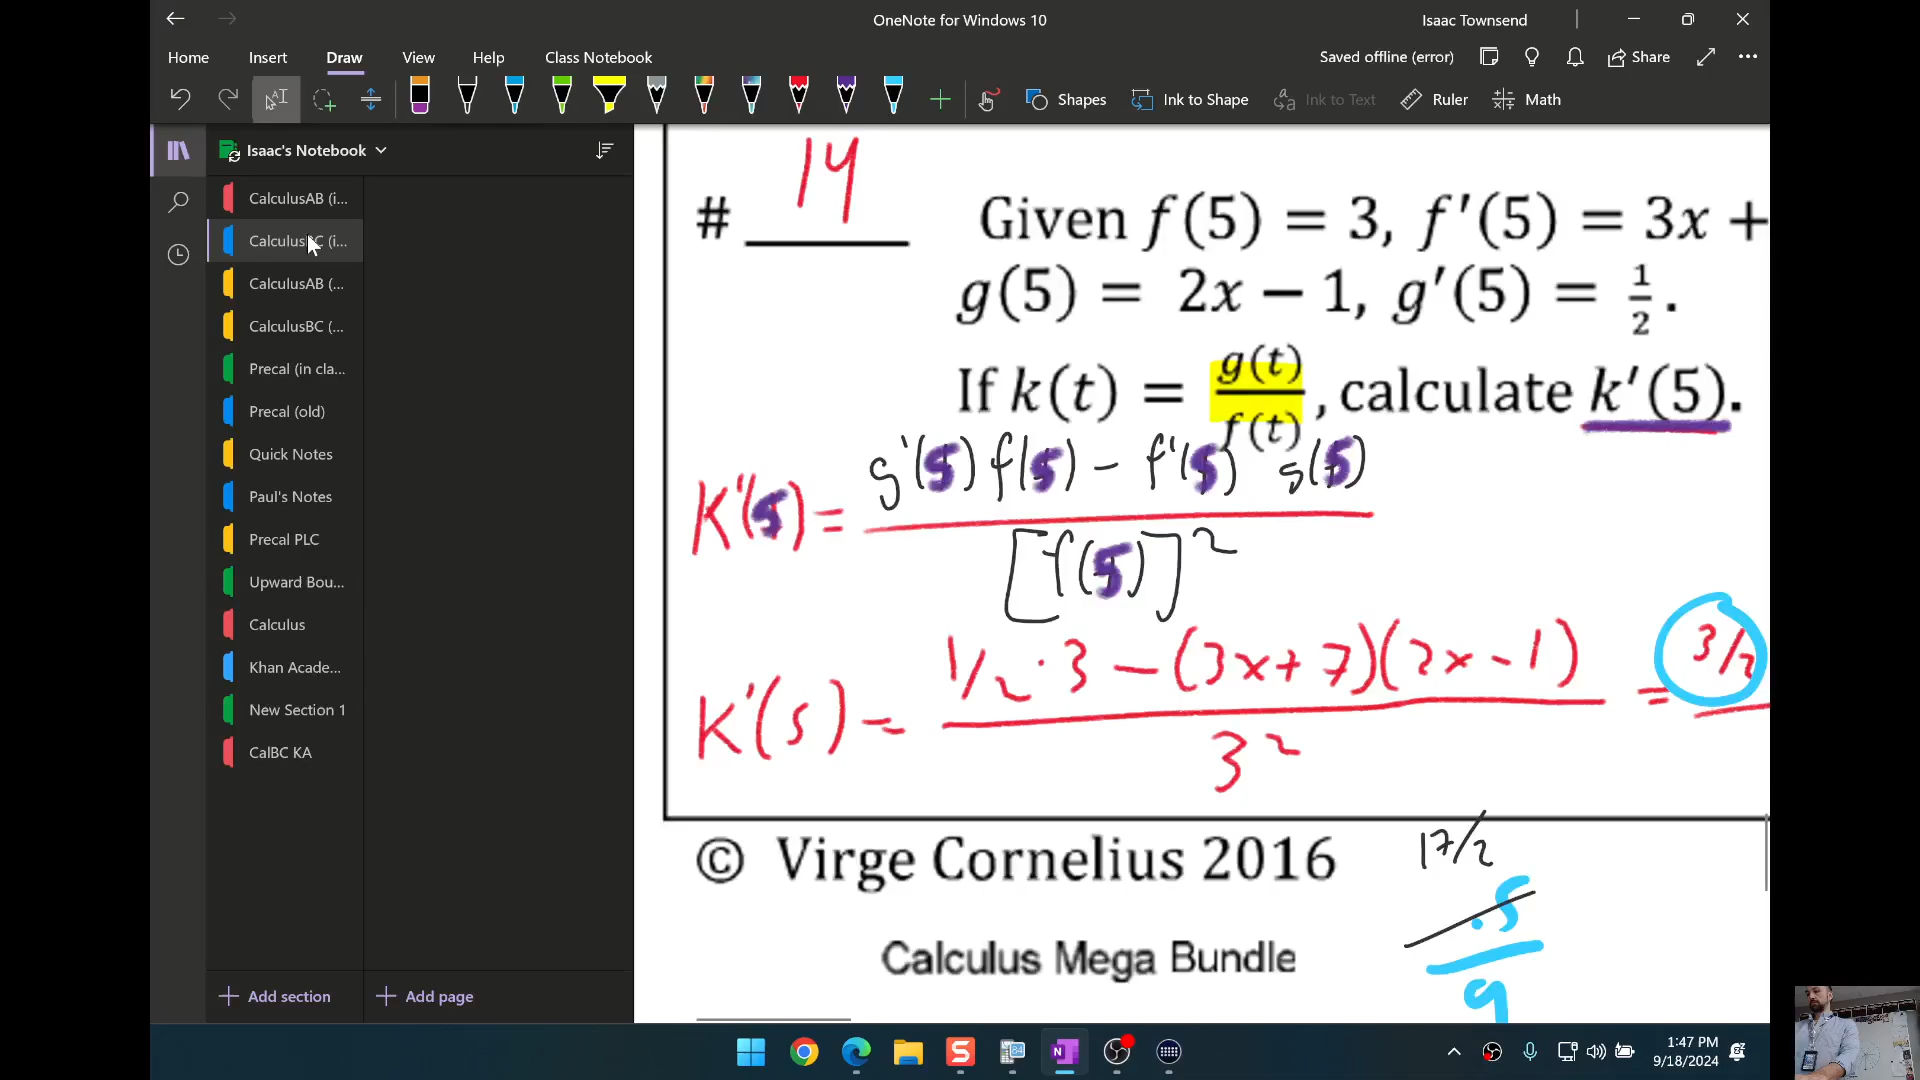 OneNote for Windows 10
Isaac Townsend
Home Insert Draw View Help Class Notebook
Saved offline (error) Share
Shapes Ink to Shape Ink to Text Ruler Math
Isaac's Notebook
CalculusAB (i...
CalculusBC (i...
CalculusAB (...
CalculusBC (...
Precal (in cla...
Precal (old)
Quick Notes
Paul's Notes
Precal PLC
Upward Bou...
Calculus
Khan Acade...
New Section 1
CalBC KA
+ Add section + Add page
14
# ______ Given f(5) = 3, f'(5) = 3x +
g(5) = 2x − 1, g'(5) = 1/2.
If k(t) = g(t)/f(t), calculate k'(5).
K'(5) = g'(5) f(5) − f'(5) g(5)
[f(5)]²
K'(5) = 1/2 · 3 − (3x + 7)(2x − 1) = 3/2
3²
© Virge Cornelius 2016
17/2
.5
9
Calculus Mega Bundle
1:47 PM
9/18/2024